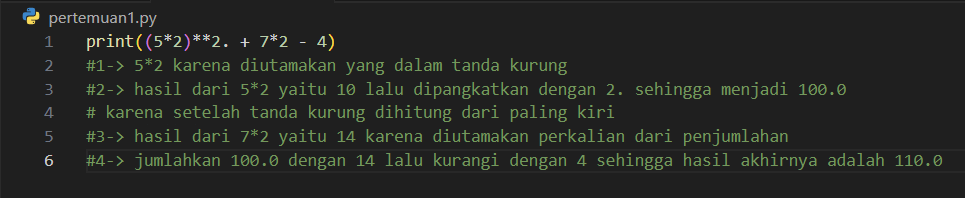 pertemuan1.py
1 print((5*2)**2. + 7*2 - 4)
2 #1-> 5*2 karena diutamakan yang dalam tanda kurung
3 #2-> hasil dari 5*2 yaitu 10 lalu dipangkatkan dengan 2. sehingga menjadi 100.0
4 # karena setelah tanda kurung dihitung dari paling kiri
5 #3-> hasil dari 7*2 yaitu 14 karena diutamakan perkalian dari penjumlahan
6 #4-> jumlahkan 100.0 dengan 14 lalu kurangi dengan 4 sehingga hasil akhirnya adalah 110.0